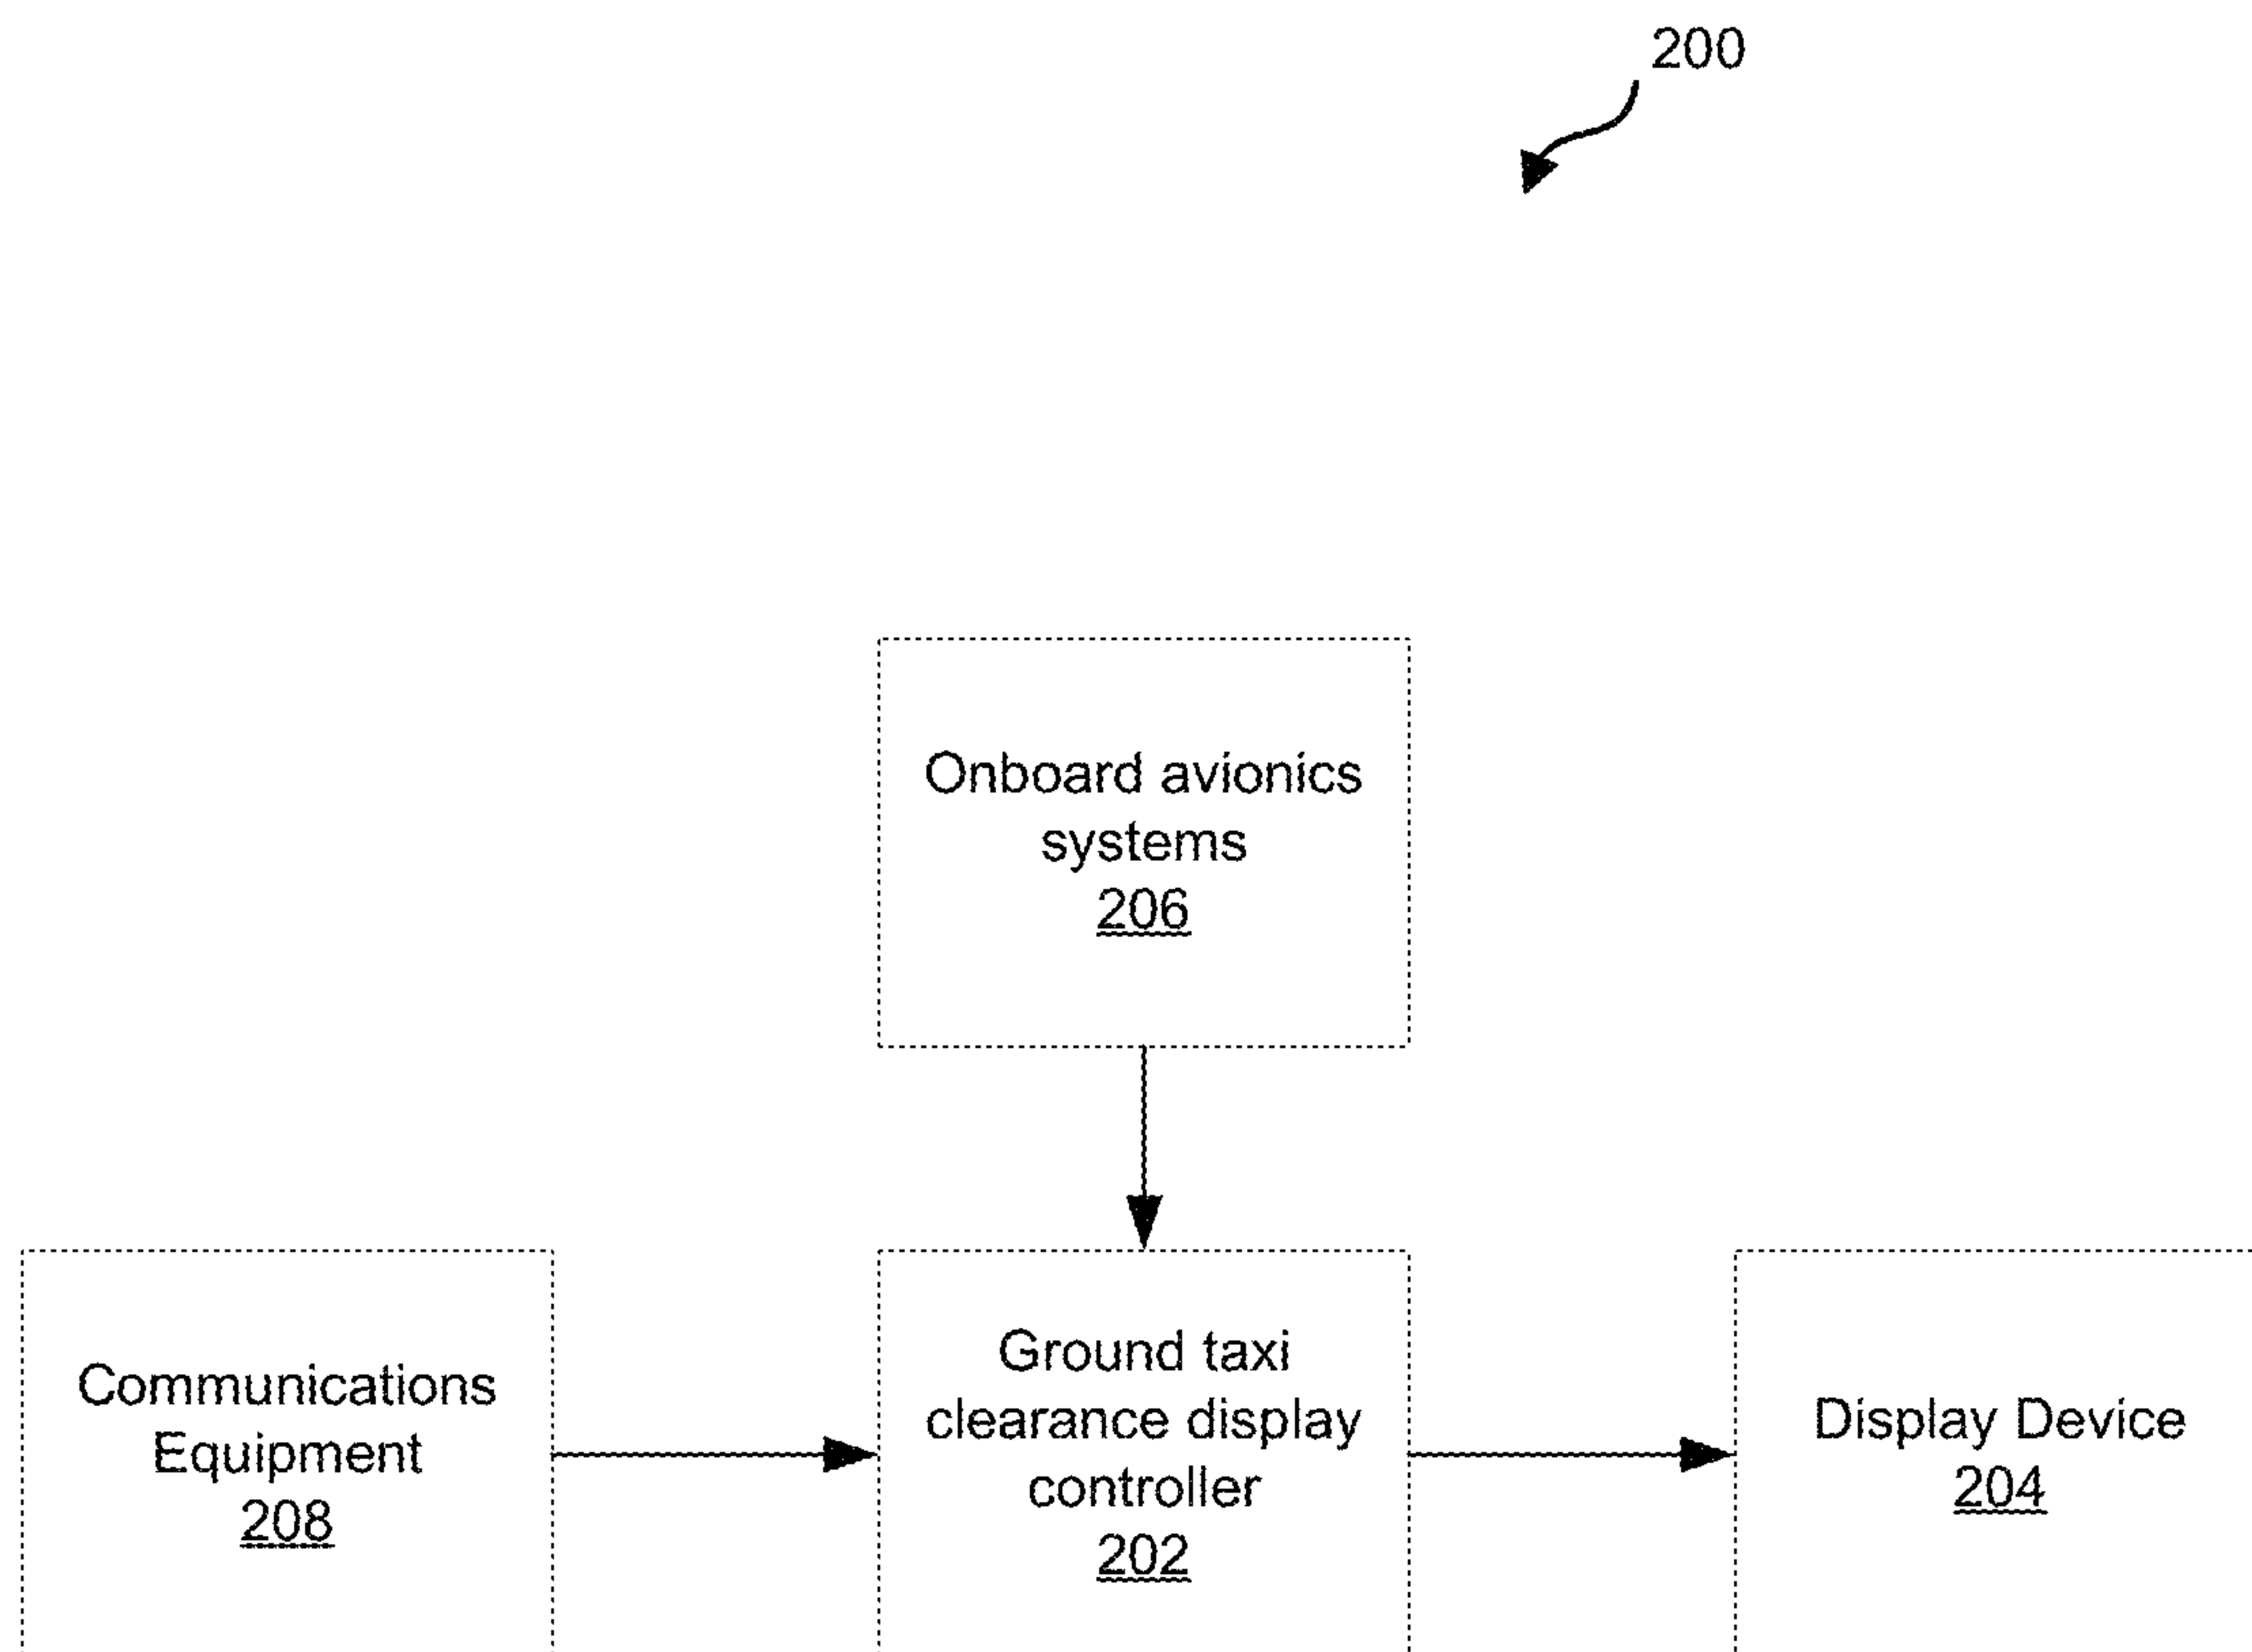 200
Onboard avionics
systems
206
Communications
Equipment
208
Ground taxi
clearance display
controller
202
Display Device
204